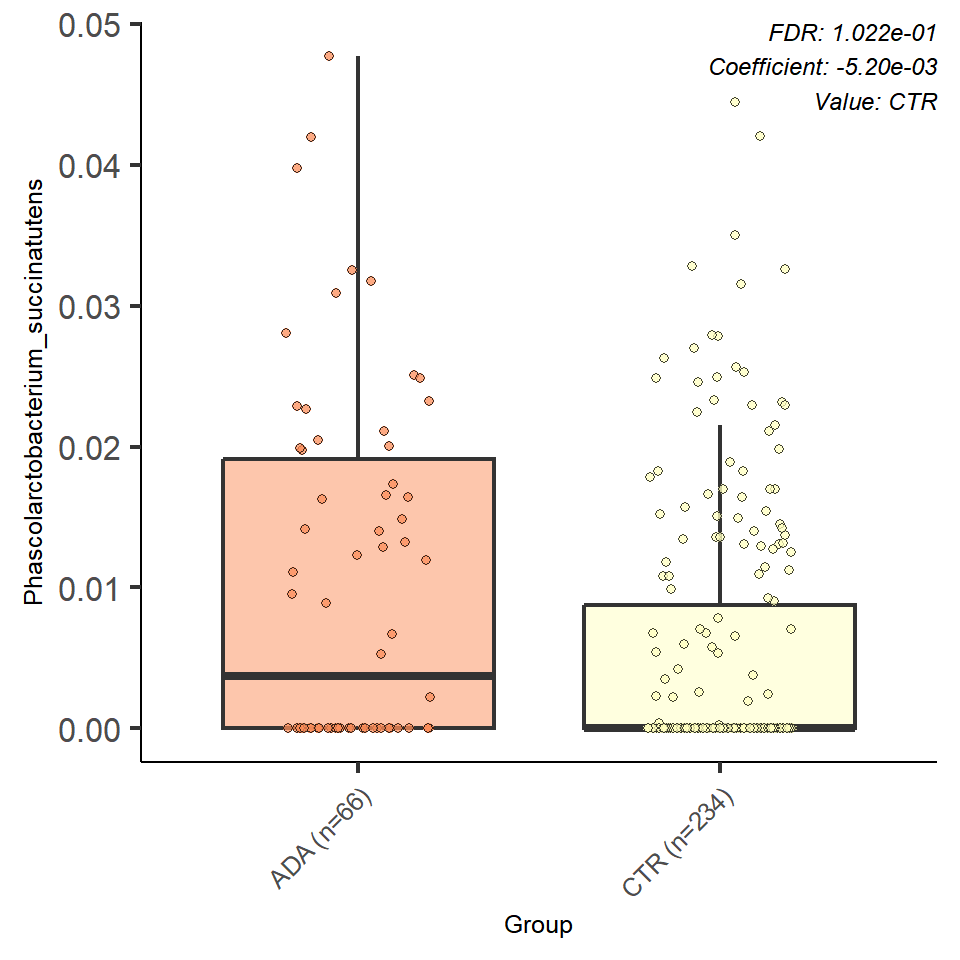 FDR: 1.022e-01
Coefficient: -5.20e-03
Value: CTR
0.05
0.04
0.03
0.02
0.01
0.00
Phascolarctobacterium_succinatutens
ADA (n=66)
CTR (n=234)
Group